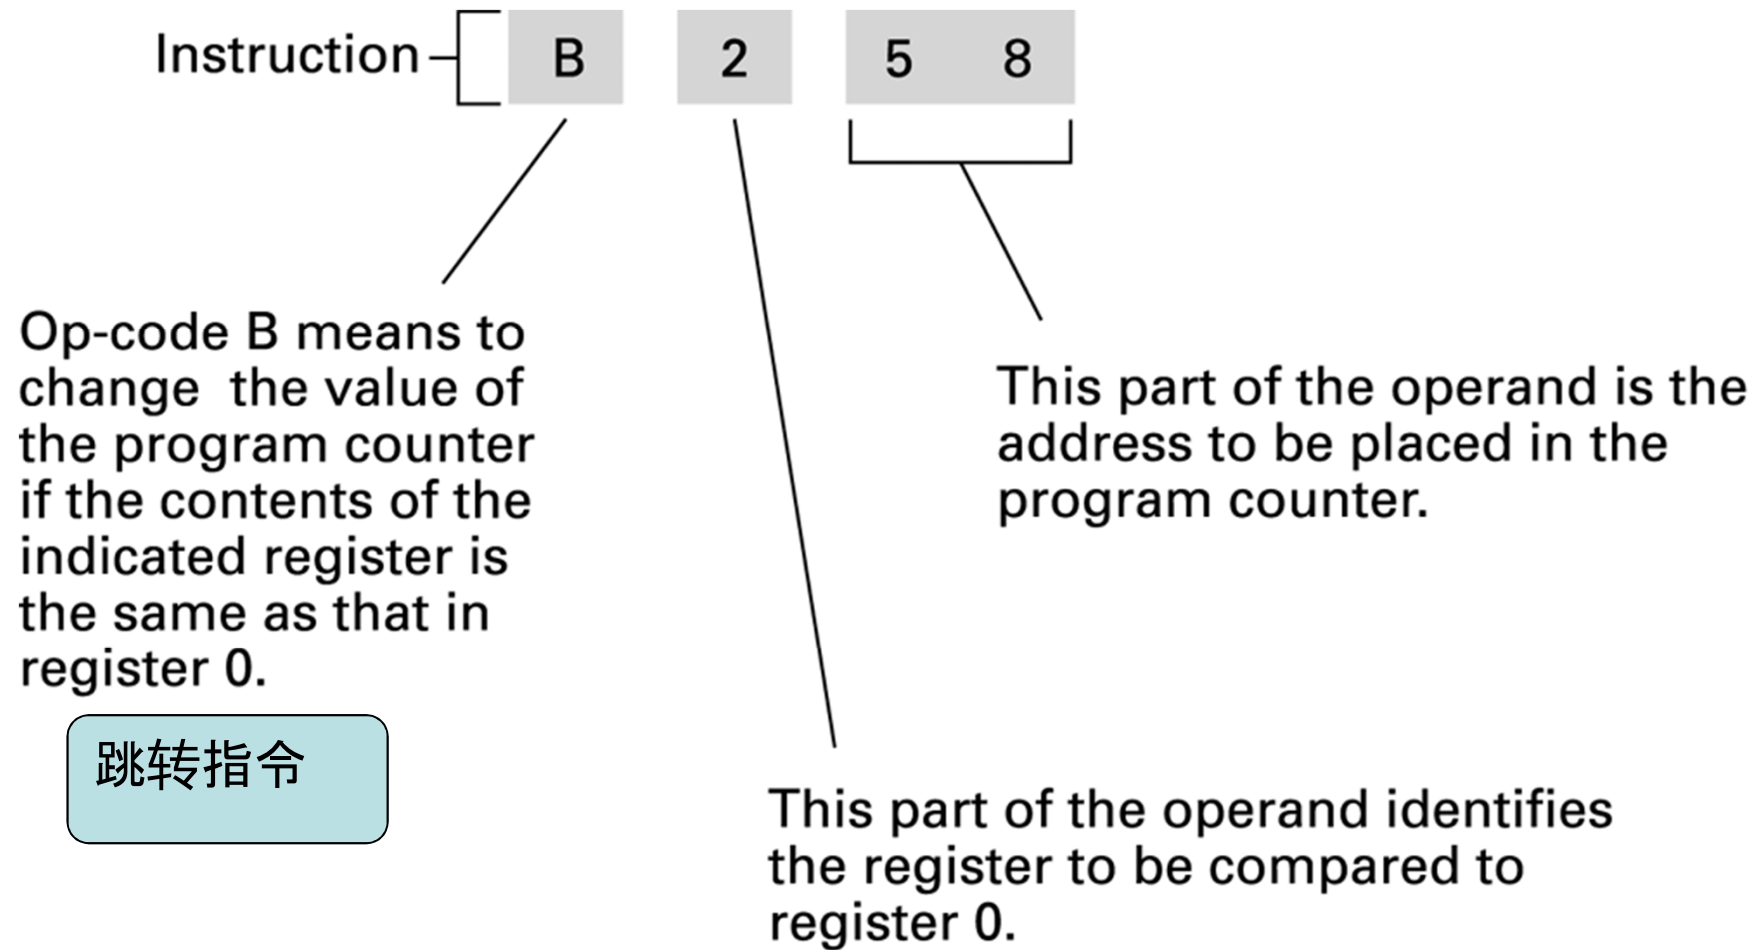 Instruction B 2 5 8
Op-code B means to
change the value of
the program counter
if the contents of the
indicated register is
the same as that in
register 0.
跳转指令
This part of the operand is the
address to be placed in the
program counter.
This part of the operand identifies
the register to be compared to
register 0.